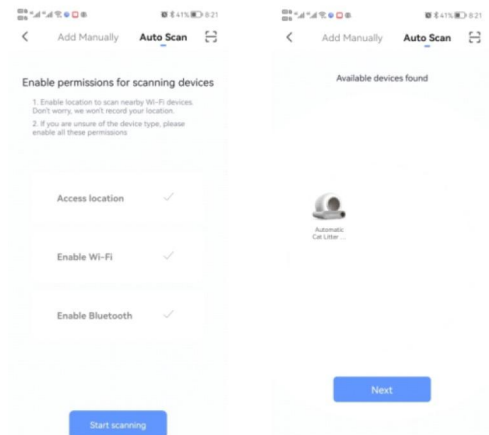 41% 8:21
Add Manually Auto Scan
Enable permissions for scanning devices
1. Enable location to scan nearby Wi-Fi devices.
Don't worry, we won't record your location.
2. If you are unsure of the device type, please
enable all these permissions
Access location
Enable Wi-Fi
Enable Bluetooth
Start scanning
41% 8:21
Add Manually Auto Scan
Available devices found
Automatic
Cat Litter ...
Next